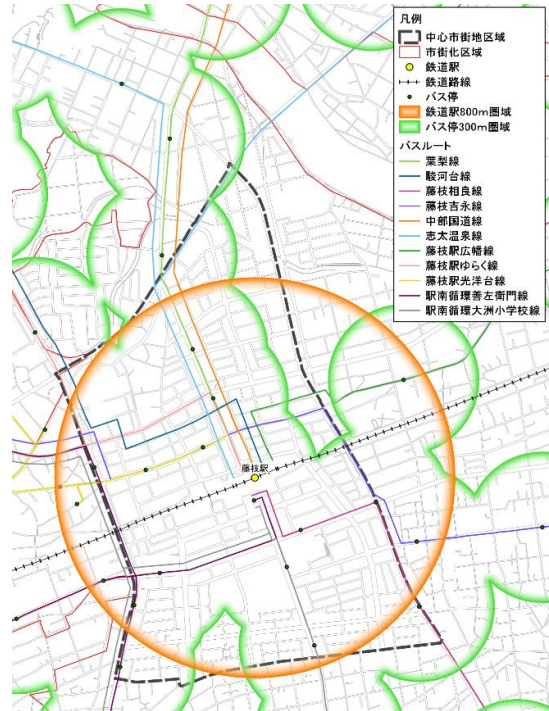 凡例
中心市街地区域
市街化区域
鉄道駅
鉄道路線
バス停
鉄道駅800m圏域
バス停300m圏域
バスルート
葉梨線
駿河台線
藤枝相良線
藤枝吉永線
中部国道線
志太温泉線
藤枝駅広幡線
藤枝駅ゆらく線
藤枝駅光洋台線
駅南循環善左衛門線
駅南循環大洲小学校線
藤枝駅